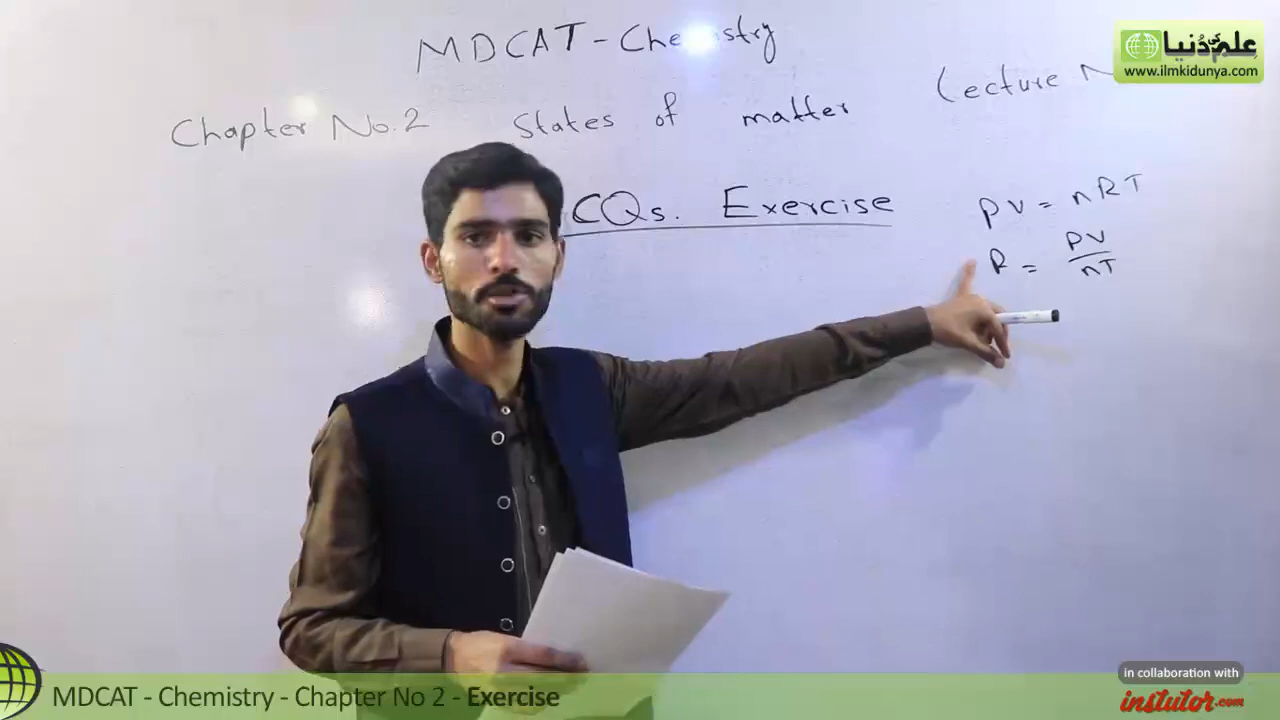 MDCAT - Chemistry
علم کی دنیا
www.ilmkidunya.com
Lecture N
Chapter No.2 States of matter
CQs. Exercise
PV = nRT
R = PV/nT
in collaboration with
instutor.com
MDCAT - Chemistry - Chapter No 2 - Exercise